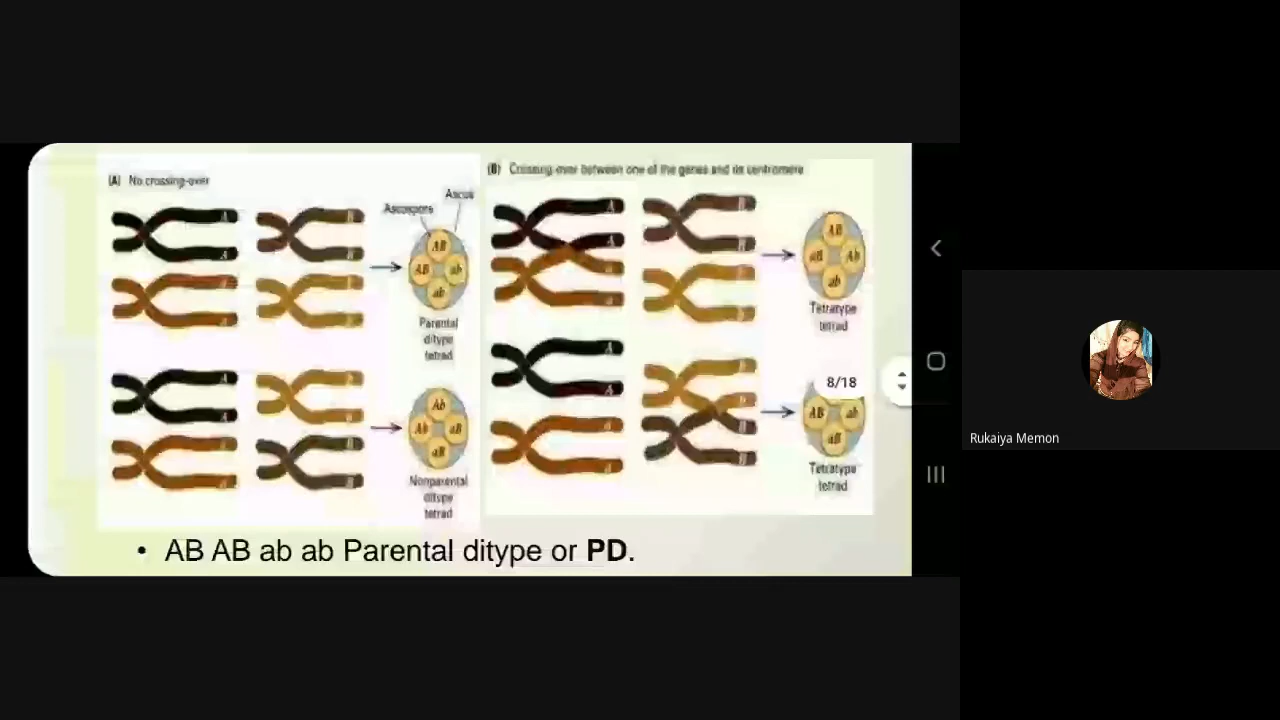 (A) No crossing-over
Ascospore
Ascus
A
B
A
B
AB
AB
ab
ab
Parental
ditype
tetrad
A
A
B
B
Ab
Ab
aB
aB
Nonparental
ditype
tetrad
(B) Crossing-over between one of the genes and its centromere
A
B
A
B
AB
aB
Ab
ab
Tetratype
tetrad
A
A
B
B
8/18
AB
ab
aB
Tetratype
tetrad
• AB AB ab ab Parental ditype or PD.
Rukaiya Memon